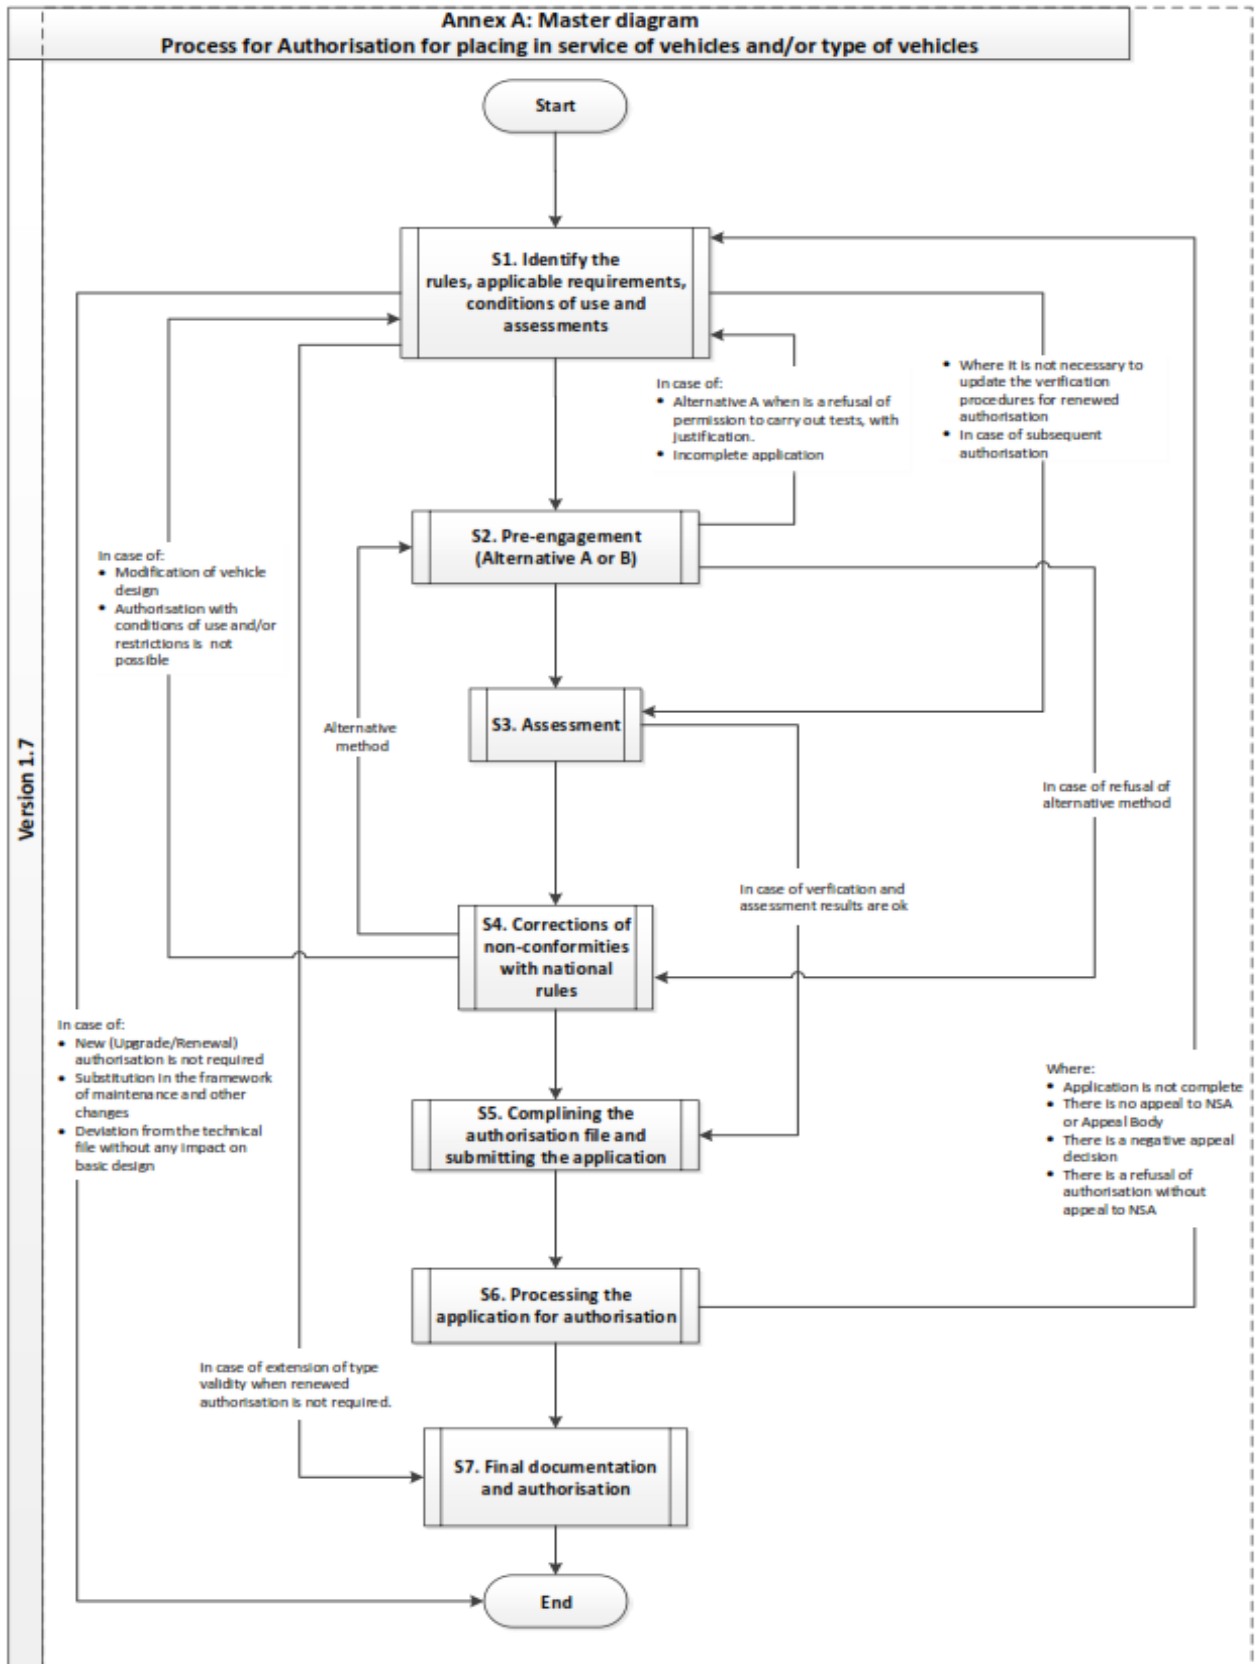 Annex A: Master diagram
Process for Authorisation for placing in service of vehicles and/or type of vehicles
Version 1.7
Start
S1. Identify the
rules, applicable requirements,
conditions of use and
assessments
In case of:
• Alternative A when is a refusal of
permission to carry out tests, with
justification.
• Incomplete application
• Where it is not necessary to
update the verification
procedures for renewed
authorisation
• In case of subsequent
authorisation
S2. Pre-engagement
(Alternative A or B)
In case of:
• Modification of vehicle
design
• Authorisation with
conditions of use and/or
restrictions is not
possible
Alternative
method
S3. Assessment
In case of refusal of
alternative method
In case of verfication and
assessment results are ok
S4. Corrections of
non-conformities
with national
rules
In case of:
• New (Upgrade/Renewal)
authorisation is not required
• Substitution in the framework
of maintenance and other
changes
• Deviation from the technical
file without any impact on
basic design
Where:
• Application is not complete
• There is no appeal to NSA
or Appeal Body
• There is a negative appeal
decision
• There is a refusal of
authorisation without
appeal to NSA
S5. Complining the
authorisation file and
submitting the application
S6. Processing the
application for authorisation
In case of extension of type
validity when renewed
authorisation is not required.
S7. Final documentation
and authorisation
End